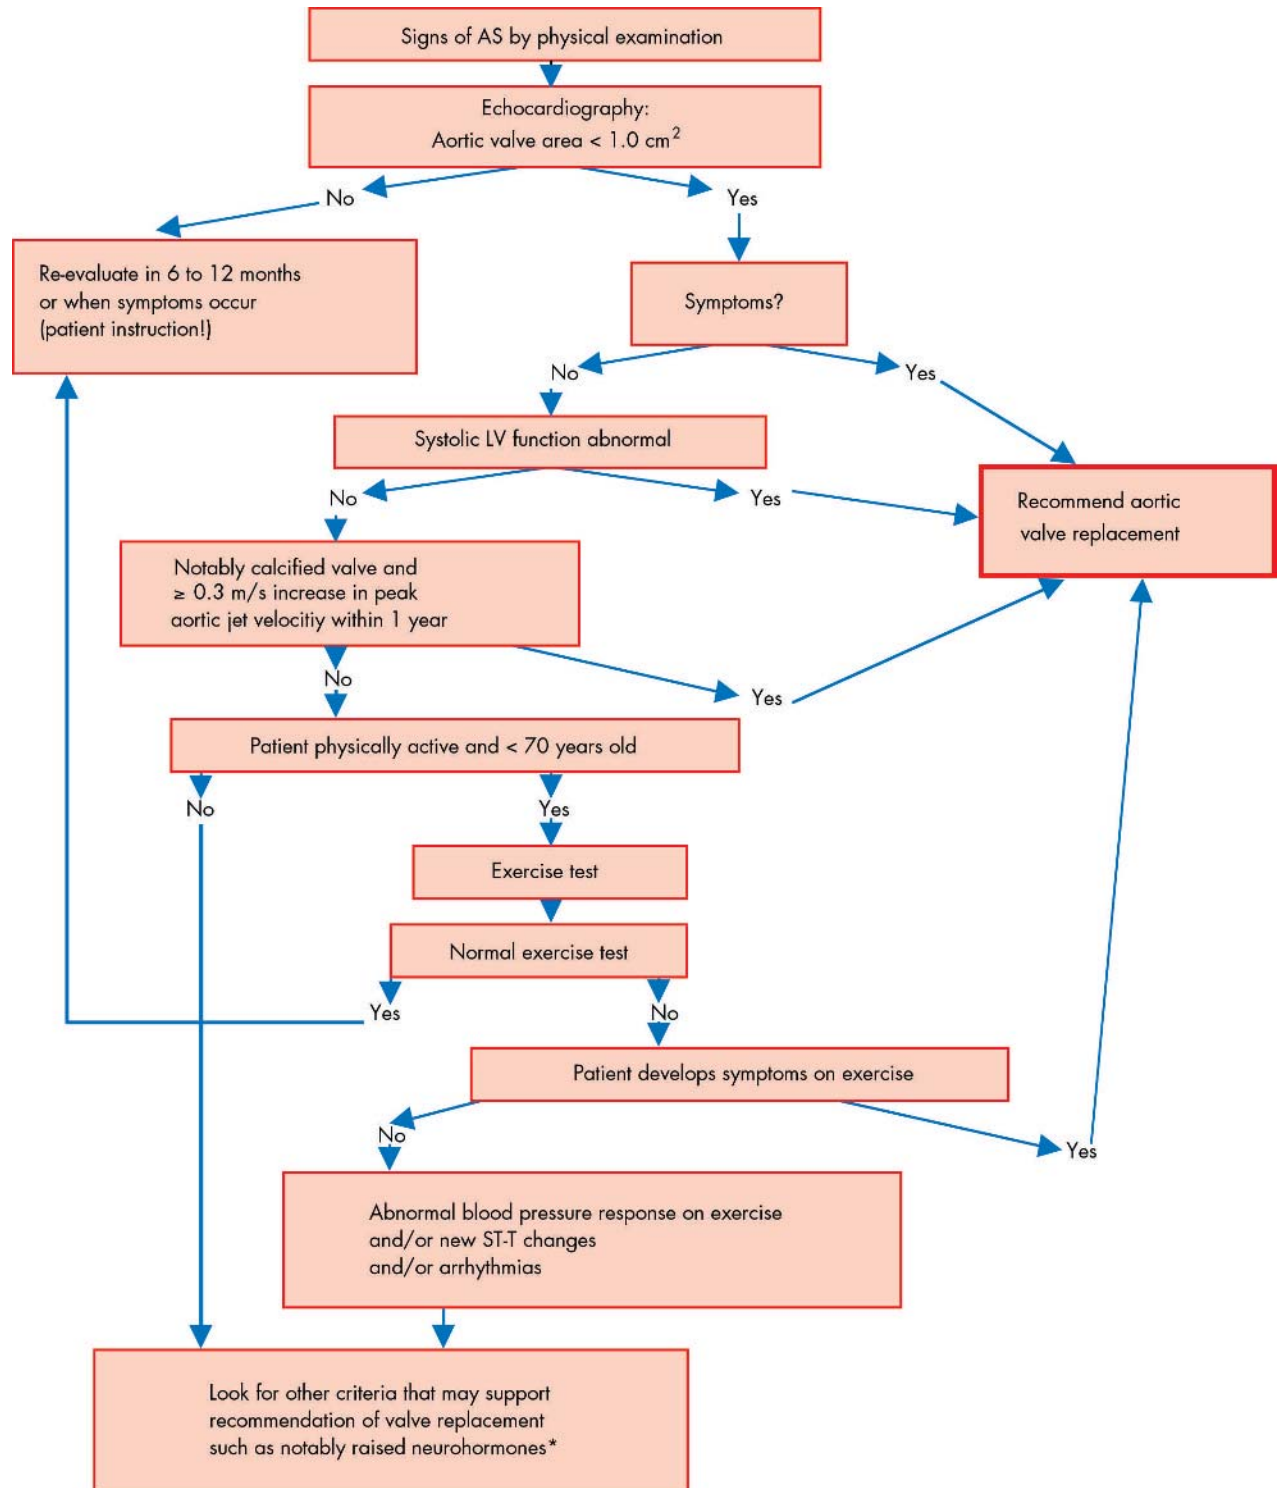 Signs of AS by physical examination
Echocardiography:
Aortic valve area < 1.0 cm²
No
Yes
Re-evaluate in 6 to 12 months
or when symptoms occur
(patient instruction!)
Symptoms?
No
Yes
Systolic LV function abnormal
No
Yes
Recommend aortic
valve replacement
Notably calcified valve and
≥ 0.3 m/s increase in peak
aortic jet velocitiy within 1 year
No
Yes
Patient physically active and < 70 years old
No
Yes
Exercise test
Normal exercise test
Yes
No
Patient develops symptoms on exercise
No
Yes
Abnormal blood pressure response on exercise
and/or new ST-T changes
and/or arrhythmias
Look for other criteria that may support
recommendation of valve replacement
such as notably raised neurohormones*